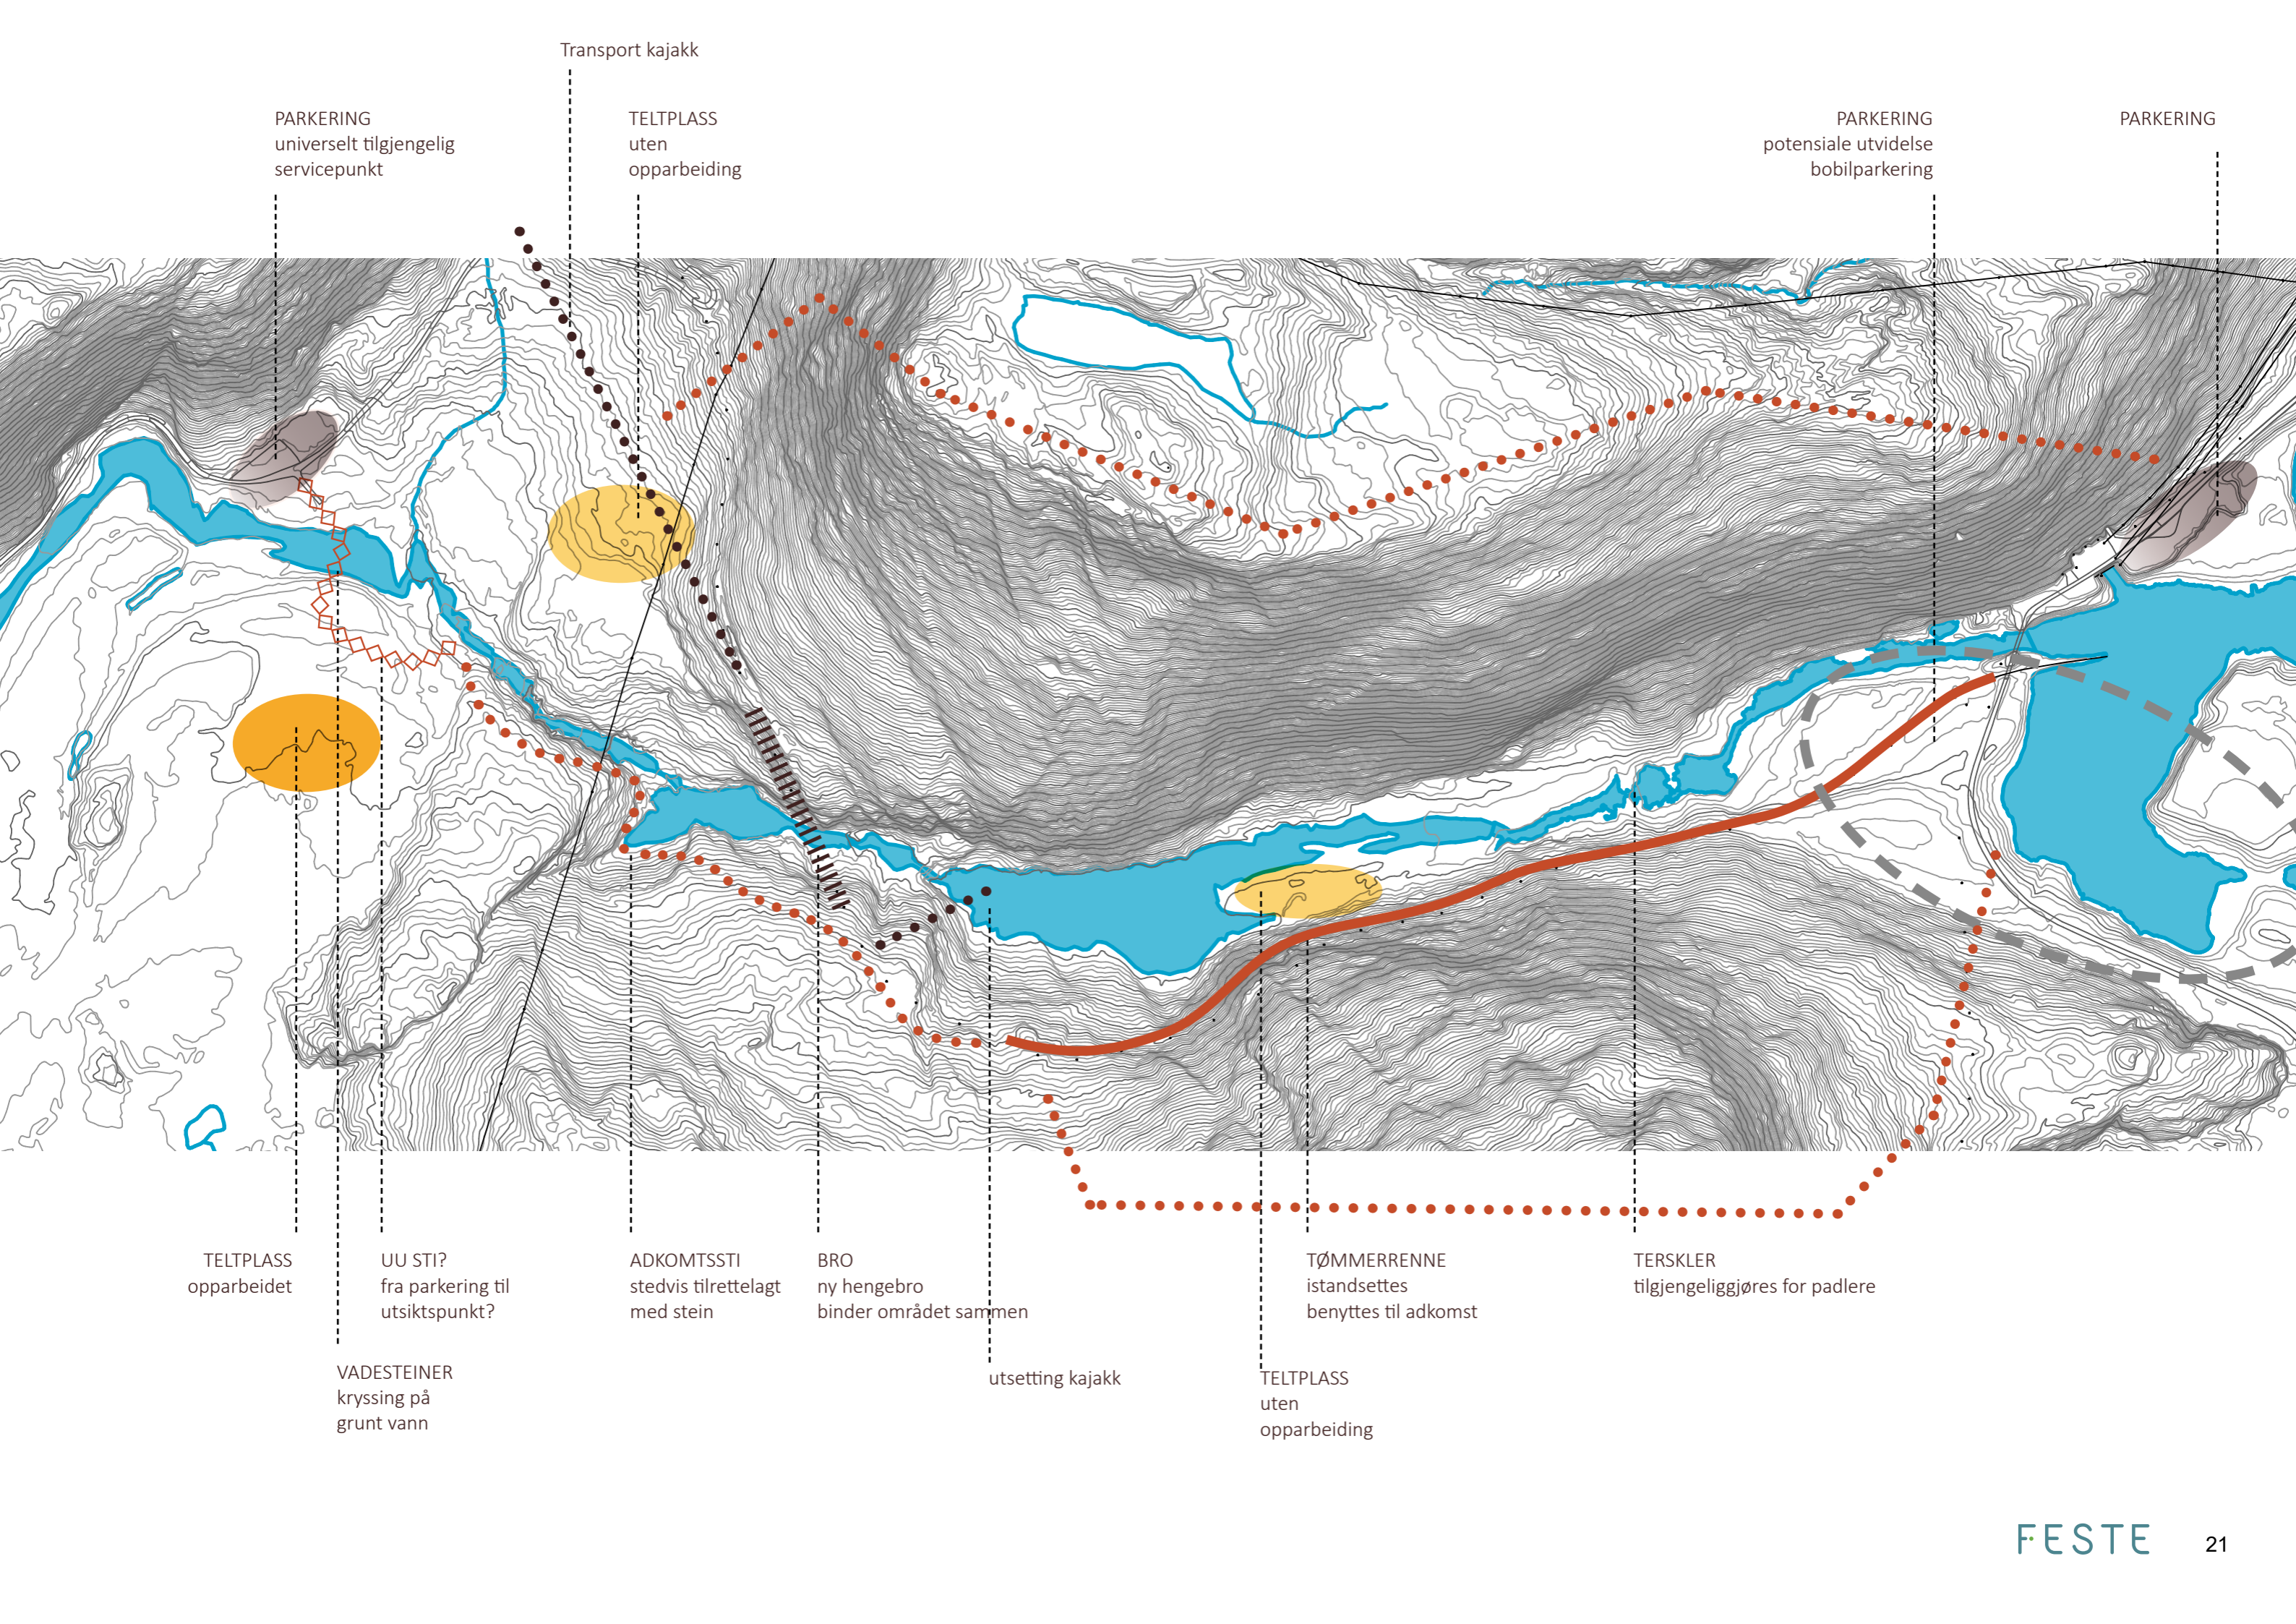 Transport kajakk
PARKERING
universelt tilgjengelig
servicepunkt
TELTPLASS
uten
opparbeiding
PARKERING
potensiale utvidelse
bobilparkering
PARKERING
TELTPLASS
opparbeidet
UU STI?
fra parkering til
utsiktspunkt?
ADKOMTSSTI
stedvis tilrettelagt
med stein
BRO
ny hengebro
binder området sammen
TØMMERRENNE
istandsettes
benyttes til adkomst
TERSKLER
tilgjengeliggjøres for padlere
VADESTEINER
kryssing på
grunt vann
utsetting kajakk
TELTPLASS
uten
opparbeiding
FESTE
21